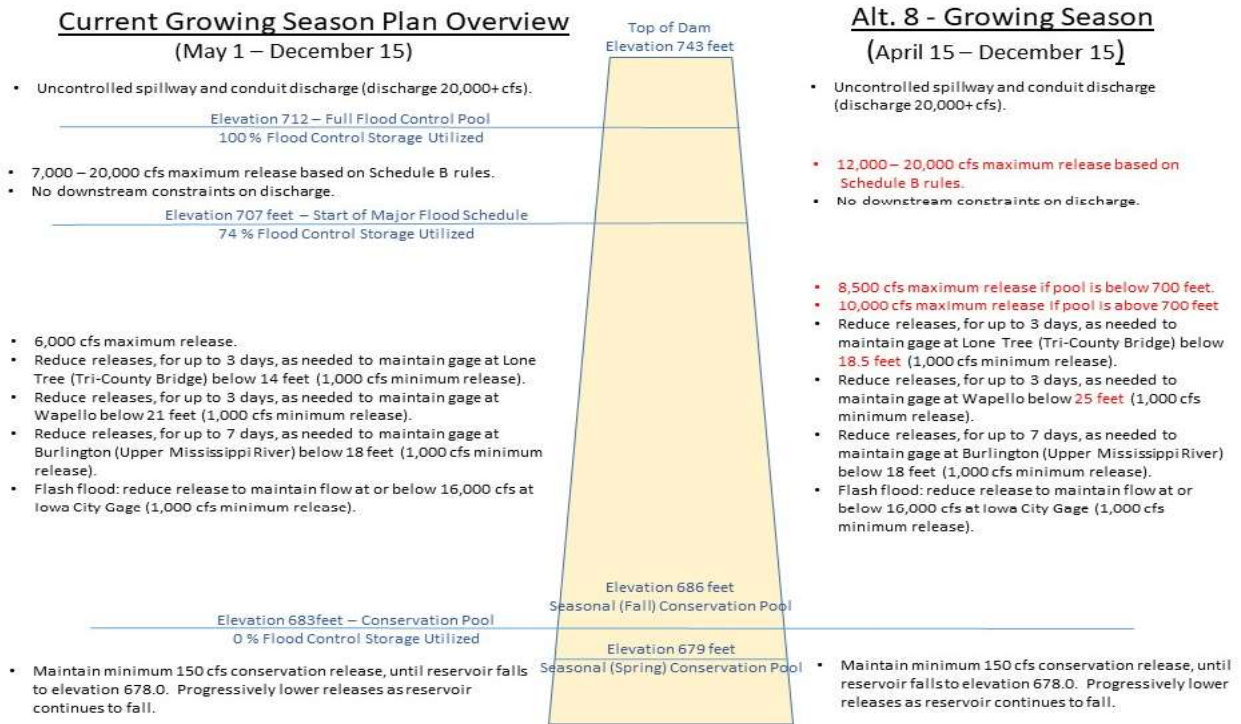 Current Growing Season Plan Overview
(May 1 – December 15)
• Uncontrolled spillway and conduit discharge (discharge 20,000+ cfs).
Elevation 712 – Full Flood Control Pool
100 % Flood Control Storage Utilized
• 7,000 – 20,000 cfs maximum release based on Schedule B rules.
• No downstream constraints on discharge.
Elevation 707 feet – Start of Major Flood Schedule
74 % Flood Control Storage Utilized
• 6,000 cfs maximum release.
• Reduce releases, for up to 3 days, as needed to maintain gage at Lone
Tree (Tri-County Bridge) below 14 feet (1,000 cfs minimum release).
• Reduce releases, for up to 3 days, as needed to maintain gage at
Wapello below 21 feet (1,000 cfs minimum release).
• Reduce releases, for up to 7 days, as needed to maintain gage at
Burlington (Upper Mississippi River) below 18 feet (1,000 cfs minimum
release).
• Flash flood: reduce release to maintain flow at or below 16,000 cfs at
Iowa City Gage (1,000 cfs minimum release).
Elevation 683feet – Conservation Pool
0 % Flood Control Storage Utilized
• Maintain minimum 150 cfs conservation release, until reservoir falls
to elevation 678.0. Progressively lower releases as reservoir
continues to fall.
Top of Dam
Elevation 743 feet
Elevation 686 feet
Seasonal (Fall) Conservation Pool
Elevation 679 feet
Seasonal (Spring) Conservation Pool
Alt. 8 - Growing Season
(April 15 – December 15)
• Uncontrolled spillway and conduit discharge
(discharge 20,000+ cfs).
• 12,000 – 20,000 cfs maximum release based on
Schedule B rules.
• No downstream constraints on discharge.
• 8,500 cfs maximum release if pool is below 700 feet.
• 10,000 cfs maximum release if pool is above 700 feet
• Reduce releases, for up to 3 days, as needed to
maintain gage at Lone Tree (Tri-County Bridge) below
18.5 feet (1,000 cfs minimum release).
• Reduce releases, for up to 3 days, as needed to
maintain gage at Wapello below 25 feet (1,000 cfs
minimum release).
• Reduce releases, for up to 7 days, as needed to
maintain gage at Burlington (Upper Mississippi River)
below 18 feet (1,000 cfs minimum release).
• Flash flood: reduce release to maintain flow at or
below 16,000 cfs at Iowa City Gage (1,000 cfs
minimum release).
• Maintain minimum 150 cfs conservation release, until
reservoir falls to elevation 678.0. Progressively lower
releases as reservoir continues to fall.